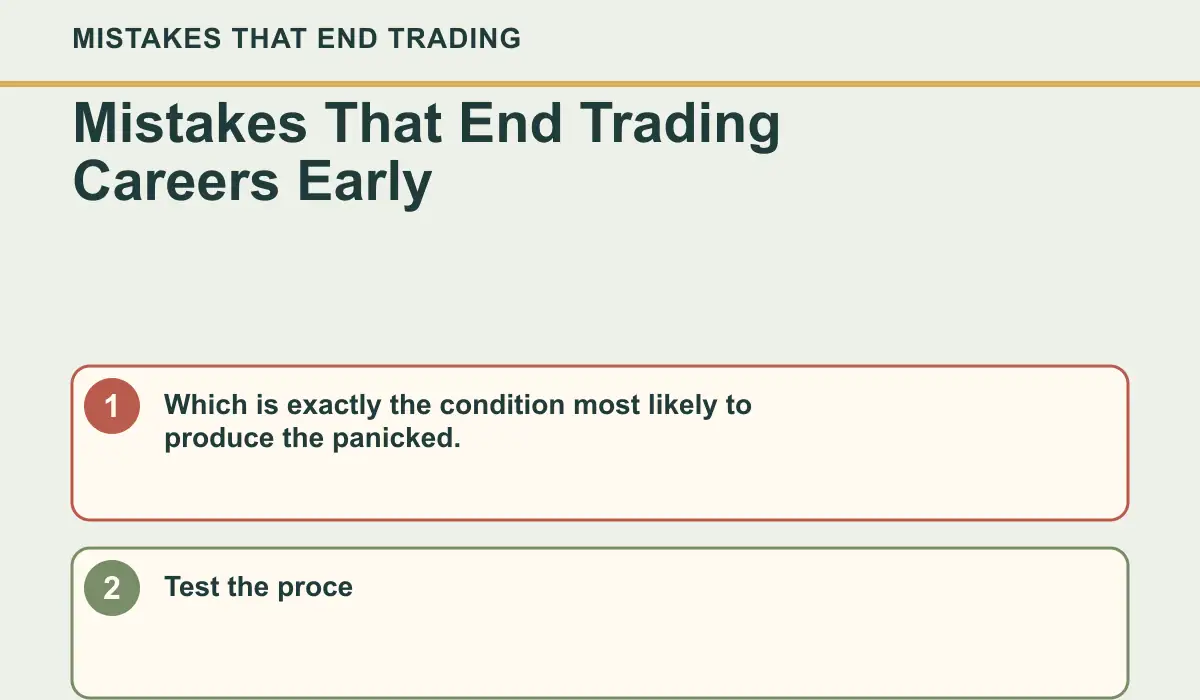 MISTAKES THAT END TRADING
Mistakes That End Trading
Careers Early
1
Which is exactly the condition most likely to
produce the panicked.
2
Test the proce